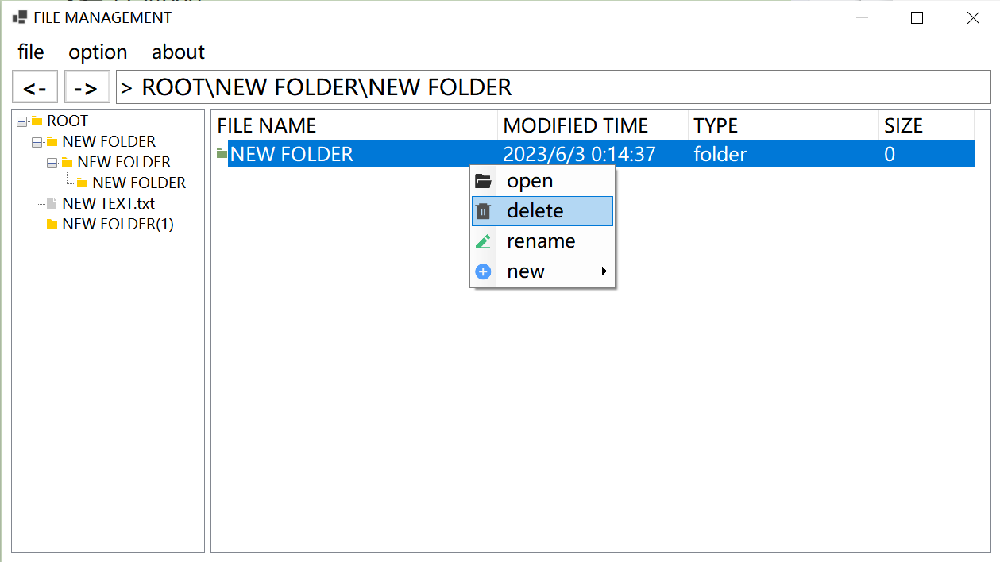 FILE MANAGEMENT
file option about
<- -> > ROOT\NEW FOLDER\NEW FOLDER
ROOT
NEW FOLDER
NEW FOLDER
NEW FOLDER
NEW TEXT.txt
NEW FOLDER(1)
FILE NAME MODIFIED TIME TYPE SIZE
NEW FOLDER 2023/6/3 0:14:37 folder 0
open
delete
rename
new